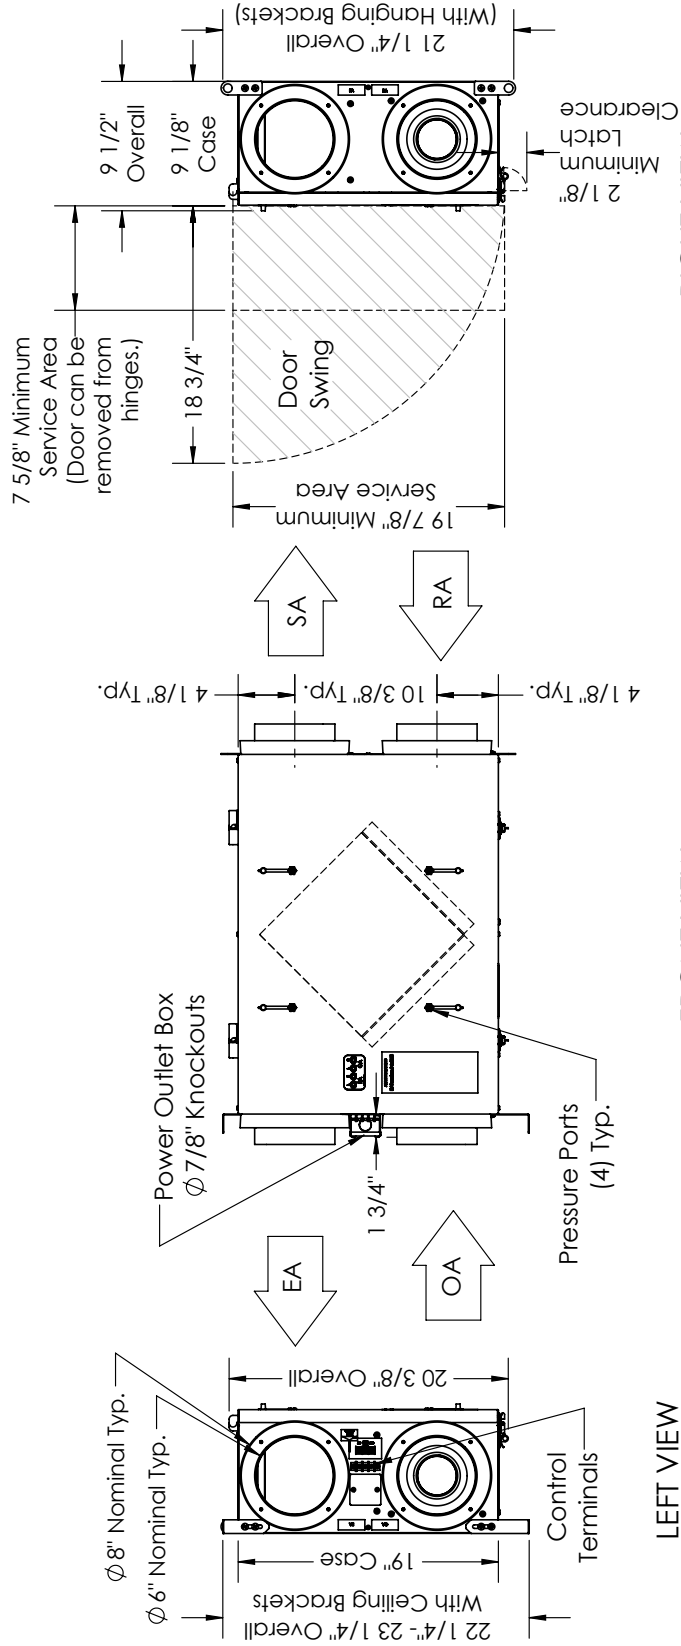 21 1/4" Overall
(With Hanging Brackets)
9 1/2"
Overall
9 1/8"
Case
2 1/8"
Minimum
Latch
Clearance
7 5/8" Minimum
Service Area
(Door can be
removed from
hinges.)
18 3/4"
Door
Swing
19 7/8" Minimum
Service Area
SA
RA
4 1/8" Typ.
10 3/8" Typ.
4 1/8" Typ.
Power Outlet Box
Ø 7/8" Knockouts
1 3/4"
Pressure Ports
(4) Typ.
EA
OA
Ø 8" Nominal Typ.
Ø 6" Nominal Typ.
20 3/8" Overall
Control
Terminals
19" Case
22 1/4"- 23 1/4" Overall
With Ceiling Brackets
LEFT VIEW